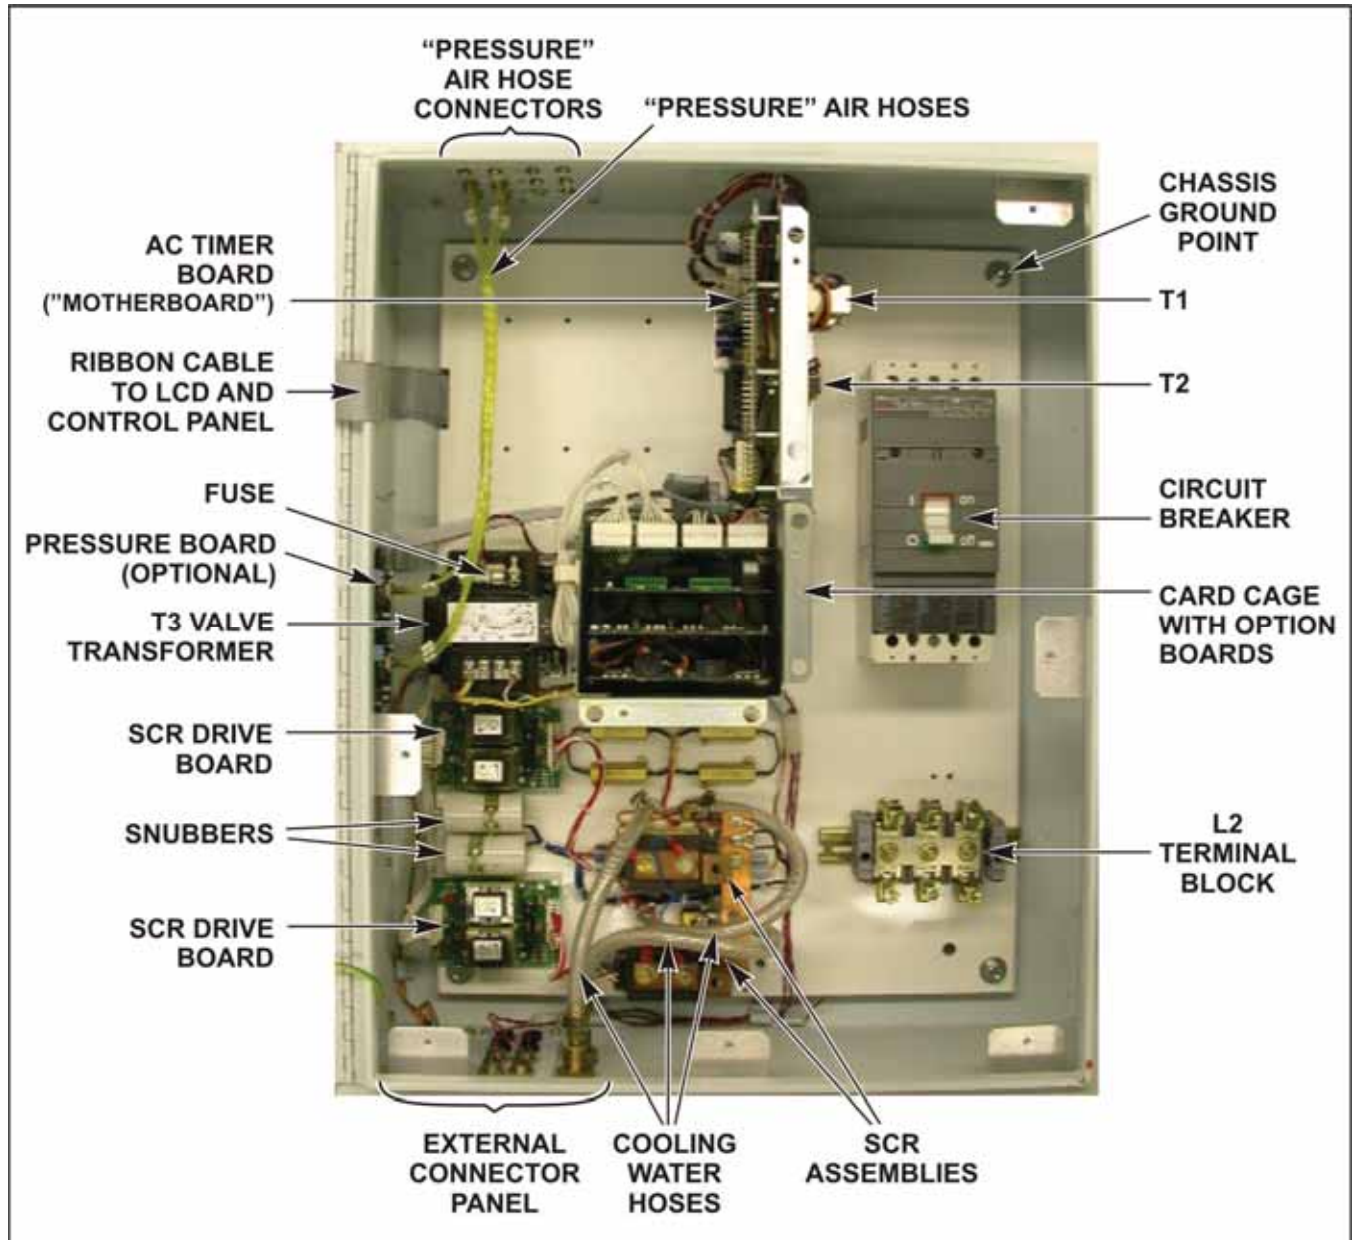 “PRESSURE”
AIR HOSE
CONNECTORS
“PRESSURE” AIR HOSES
CHASSIS
GROUND
POINT
AC TIMER
BOARD
(”MOTHERBOARD”)
T1
RIBBON CABLE
TO LCD AND
CONTROL PANEL
T2
FUSE
CIRCUIT
BREAKER
PRESSURE BOARD
(OPTIONAL)
CARD CAGE
WITH OPTION
BOARDS
T3 VALVE
TRANSFORMER
SCR DRIVE
BOARD
SNUBBERS
L2
TERMINAL
BLOCK
SCR DRIVE
BOARD
EXTERNAL
CONNECTOR
PANEL
COOLING
WATER
HOSES
SCR
ASSEMBLIES